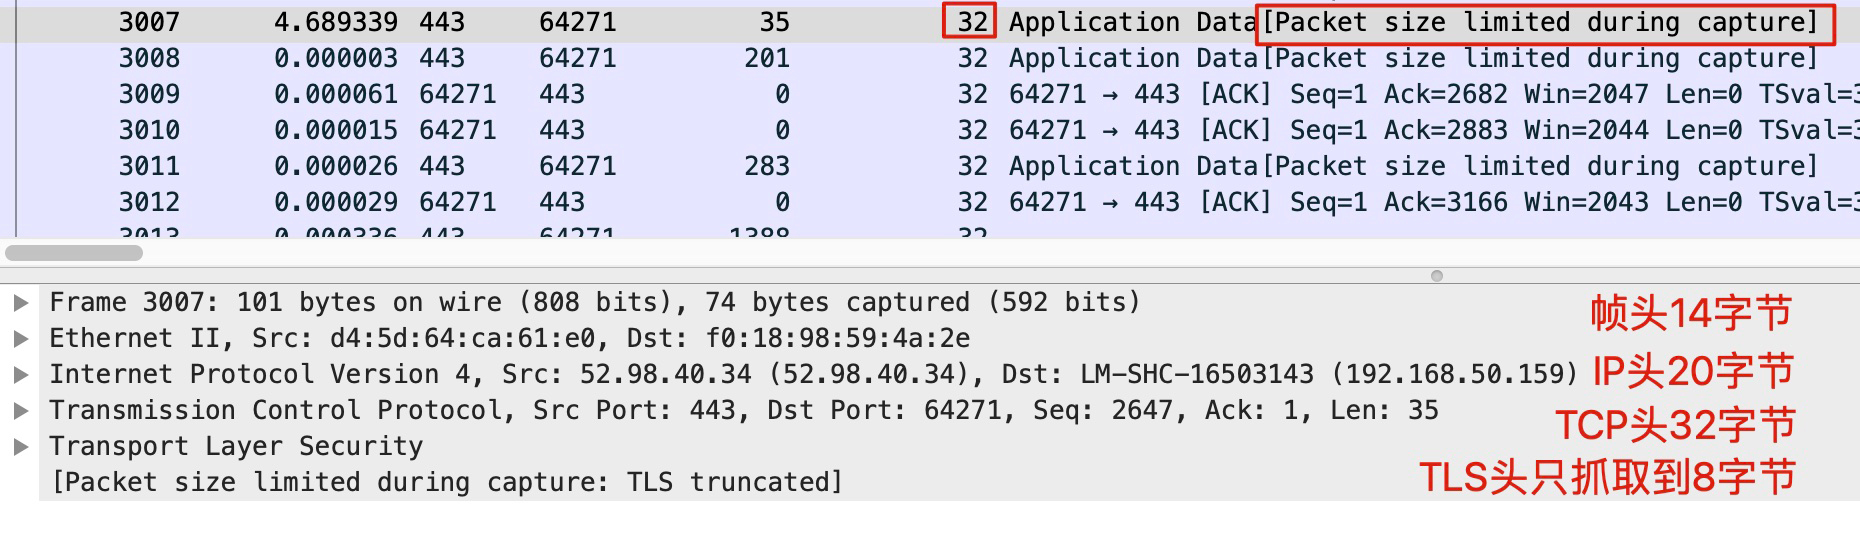 3007 4.689339 443 64271 35 32 Application Data[Packet size limited during capture]
3008 0.000003 443 64271 201 32 Application Data[Packet size limited during capture]
3009 0.000061 64271 443 0 32 64271 → 443 [ACK] Seq=1 Ack=2682 Win=2047 Len=0 TSval=3
3010 0.000015 64271 443 0 32 64271 → 443 [ACK] Seq=1 Ack=2883 Win=2044 Len=0 TSval=3
3011 0.000026 443 64271 283 32 Application Data[Packet size limited during capture]
3012 0.000029 64271 443 0 32 64271 → 443 [ACK] Seq=1 Ack=3166 Win=2043 Len=0 TSval=3
3013 0.000336 443 64271 1388 32
Frame 3007: 101 bytes on wire (808 bits), 74 bytes captured (592 bits) 帧头14字节
Ethernet II, Src: d4:5d:64:ca:61:e0, Dst: f0:18:98:59:4a:2e
Internet Protocol Version 4, Src: 52.98.40.34 (52.98.40.34), Dst: LM-SHC-16503143 (192.168.50.159) IP头20字节
Transmission Control Protocol, Src Port: 443, Dst Port: 64271, Seq: 2647, Ack: 1, Len: 35 TCP头32字节
Transport Layer Security
[Packet size limited during capture: TLS truncated] TLS头只抓取到8字节